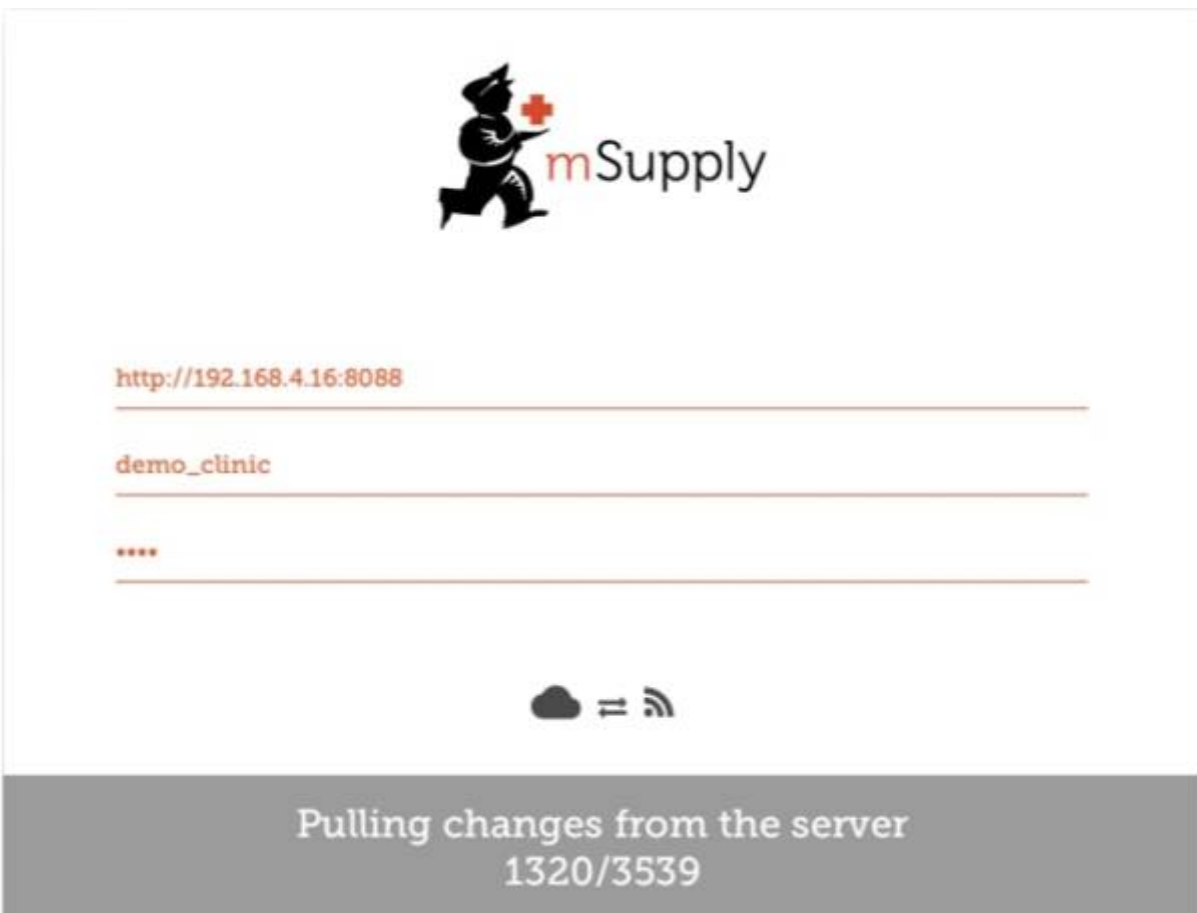 mSupply
http://192.168.4.16:8088
demo_clinic
••••
Pulling changes from the server
1320/3539